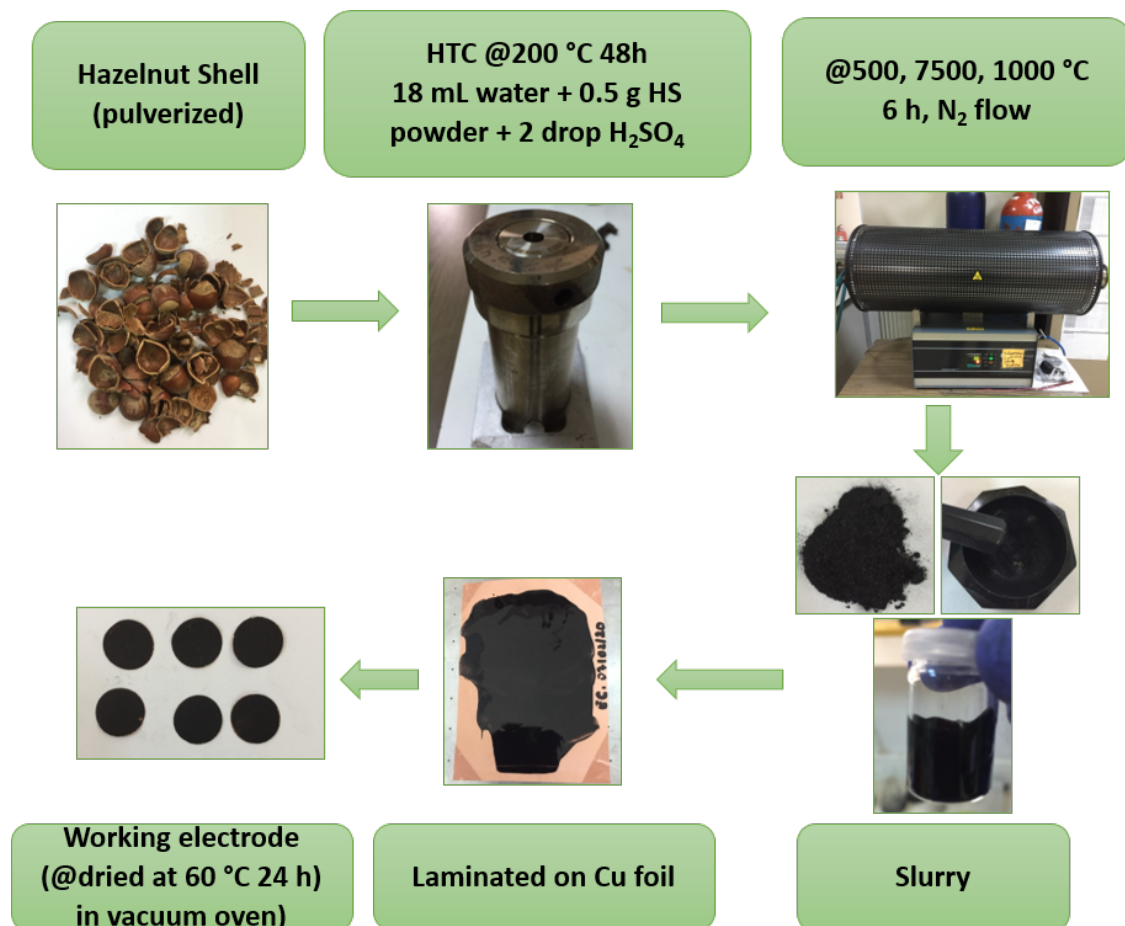 Hazelnut Shell
(pulverized)
HTC @200 °C 48h
18 mL water + 0.5 g HS
powder + 2 drop H₂SO₄
@500, 7500, 1000 °C
6 h, N₂ flow
Working electrode
(@dried at 60 °C 24 h)
in vacuum oven)
Laminated on Cu foil
Slurry